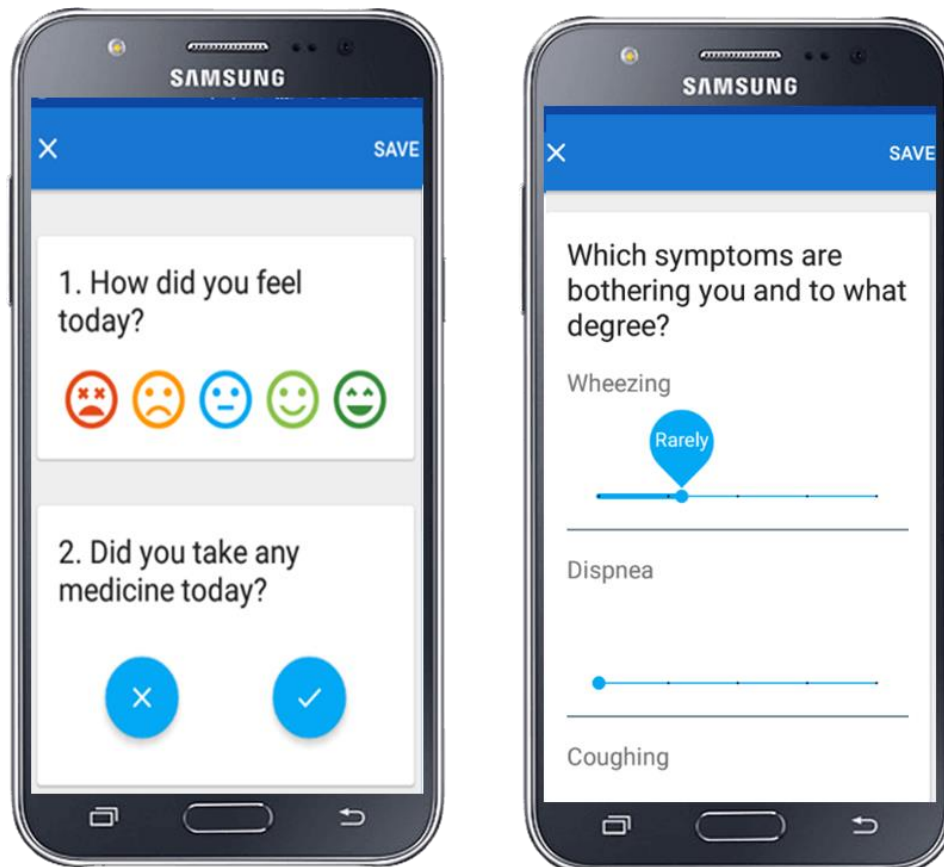 SAMSUNG
SAVE
1. How did you feel
today?
2. Did you take any
medicine today?
SAMSUNG
SAVE
Which symptoms are
bothering you and to what
degree?
Wheezing
Rarely
Dispnea
Coughing